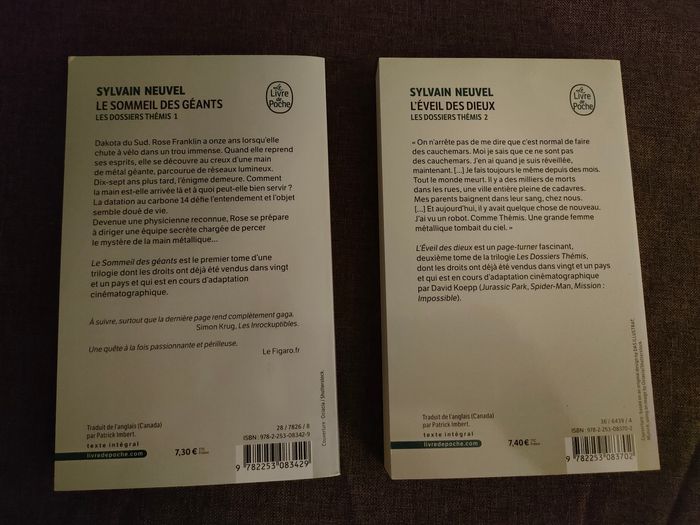 SYLVAIN NEUVEL
LE SOMMEIL DES GÉANTS
LES DOSSIERS THÉMIS 1
Le
Livre
de
Poche
Dakota du Sud. Rose Franklin a onze ans lorsqu'elle
chute à vélo dans un trou immense. Quand elle reprend
ses esprits, elle se découvre au creux d'une main
de métal géante, parcourue de réseaux lumineux.
Dix-sept ans plus tard, l'énigme demeure. Comment
la main est-elle arrivée là et à quoi peut-elle bien servir ?
La datation au carbone 14 défie l'entendement et l'objet
semble doué de vie.
Devenue une physicienne reconnue, Rose se prépare
à diriger une équipe secrète chargée de percer
le mystère de la main métallique...
Le Sommeil des géants est le premier tome d'une
trilogie dont les droits ont déjà été vendus dans vingt
et un pays et qui est en cours d'adaptation
cinématographique.
À suivre, surtout que la dernière page rend complètement gaga.
Simon Krug, Les Inrockuptibles.
Une quête à la fois passionnante et périlleuse.
Le Figaro.fr
Traduit de l'anglais (Canada)
par Patrick Imbert.
texte intégral
livredepoche.com
7,30 €
28 / 7826 / 8
ISBN : 978-2-253-08342-9
9 782253 083429
Couverture : Ociacia / Shutterstock.
SYLVAIN NEUVEL
L'ÉVEIL DES DIEUX
LES DOSSIERS THÉMIS 2
Le
Livre
de
Poche
« On n'arrête pas de me dire que c'est normal de faire
des cauchemars. Moi je sais que ce ne sont pas
des cauchemars. J'en ai quand je suis réveillée,
maintenant. [...] Je fais toujours le même depuis des mois.
Tout le monde meurt. Il y a des milliers de morts
dans les rues, une ville entière pleine de cadavres.
Mes parents baignent dans leur sang, chez nous.
[...] Et aujourd'hui, il y avait quelque chose de nouveau.
J'ai vu un robot. Comme Thémis. Une grande femme
métallique tombait du ciel. »
L'Éveil des dieux est un page-turner fascinant,
deuxième tome de la trilogie Les Dossiers Thémis,
dont les droits ont déjà été vendus dans vingt et un pays
et qui est en cours d'adaptation cinématographique
par David Koepp (Jurassic Park, Spider-Man, Mission :
Impossible).
Traduit de l'anglais (Canada)
par Patrick Imbert.
texte intégral
livredepoche.com
7,40 €
36 / 6439 / 4
ISBN : 978-2-253-08370-2
9 782253 083702